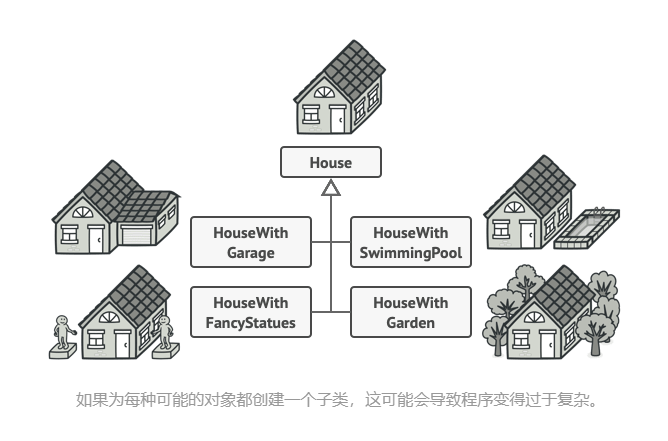 House
HouseWith
Garage
HouseWith
SwimmingPool
HouseWith
FancyStatues
HouseWith
Garden
如果为每种可能的对象都创建一个子类，这可能会导致程序变得过于复杂。